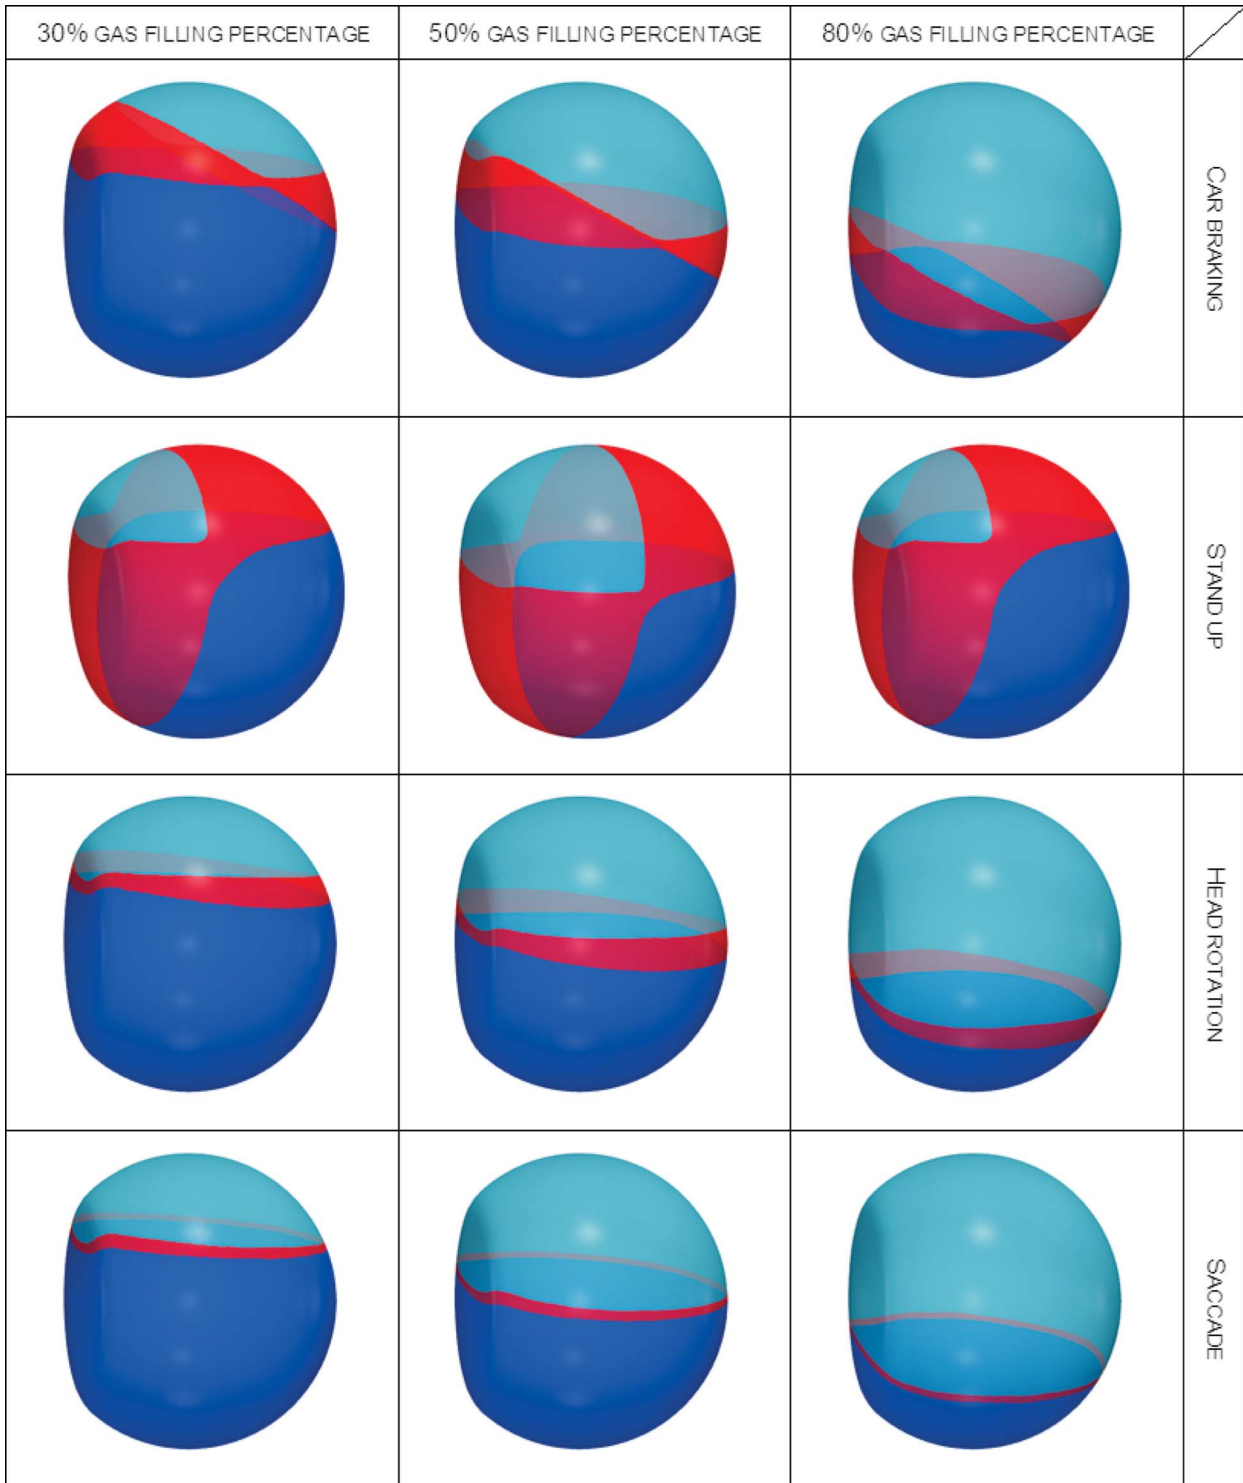 30% GAS FILLING PERCENTAGE
50% GAS FILLING PERCENTAGE
80% GAS FILLING PERCENTAGE
CAR BRAKING
STAND UP
HEAD ROTATION
SACCADE